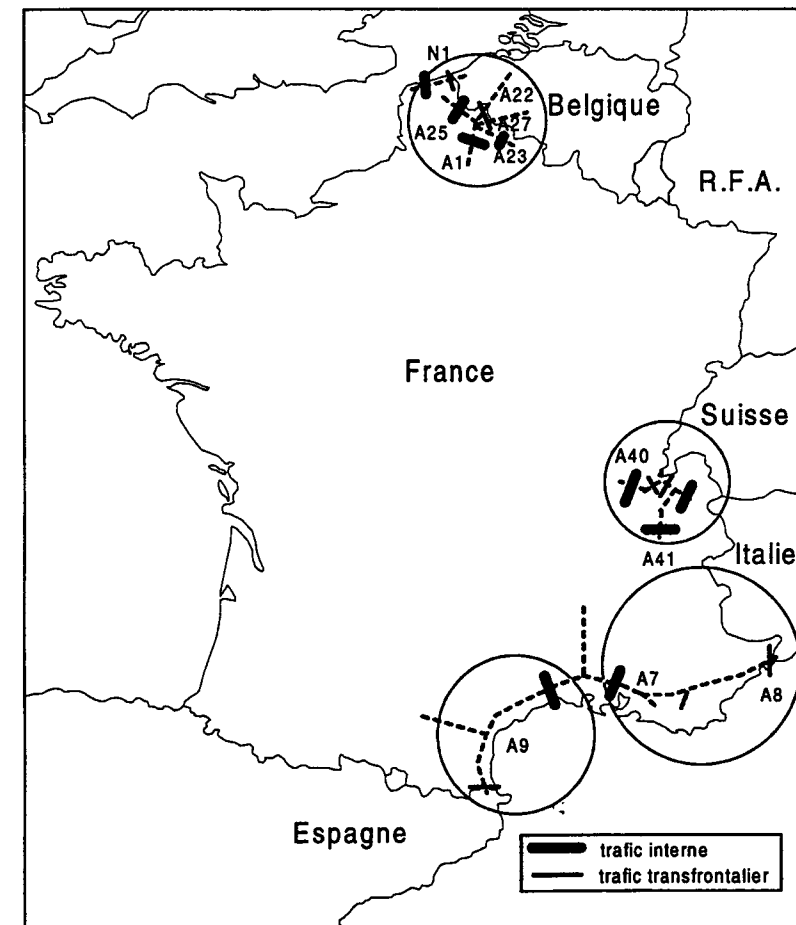 N1
A22
Belgique
A27
A25
A1
A23
R.F.A.
France
Suisse
A40
Italie
A41
A7
A8
A9
Espagne
trafic interne
trafic transfrontalier